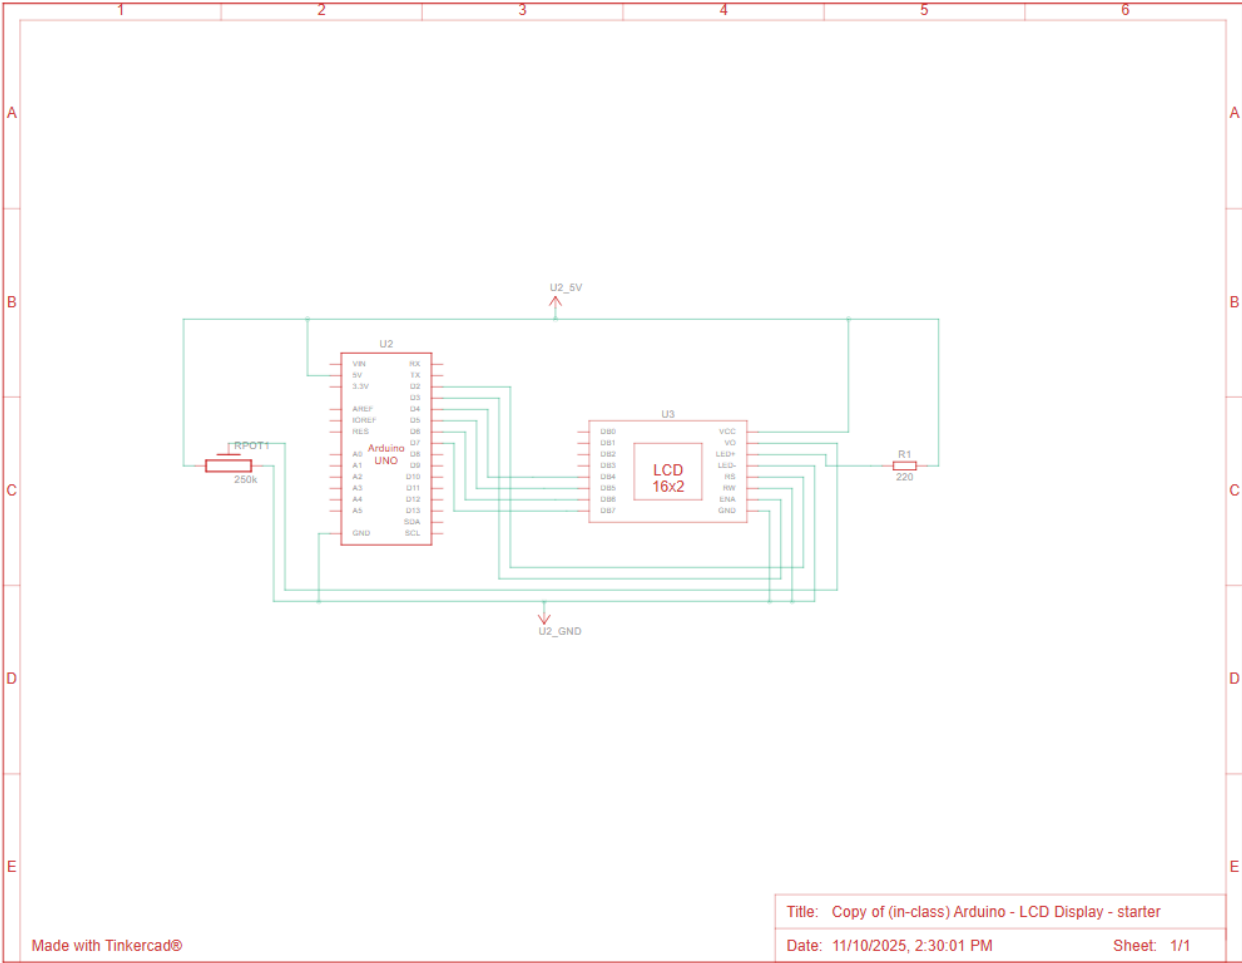 1 2 3 4 5 6
A A
B B
C C
D D
E E
U2_5V
U2
VIN RX
5V TX
3.3V D2
D3
AREF D4
IOREF D5
RES D6
D7
A0 D8
A1 D9
A2 D10
A3 D11
A4 D12
A5 D13
SDA
GND SCL
Arduino
UNO
RPOT1
250k
U3
DB0 VCC
DB1 VO
DB2 LED+
DB3 LED-
DB4 RS
DB5 RW
DB6 ENA
DB7 GND
LCD
16x2
R1
220
U2_GND
Title: Copy of (in-class) Arduino - LCD Display - starter
Made with Tinkercad®
Date: 11/10/2025, 2:30:01 PM Sheet: 1/1